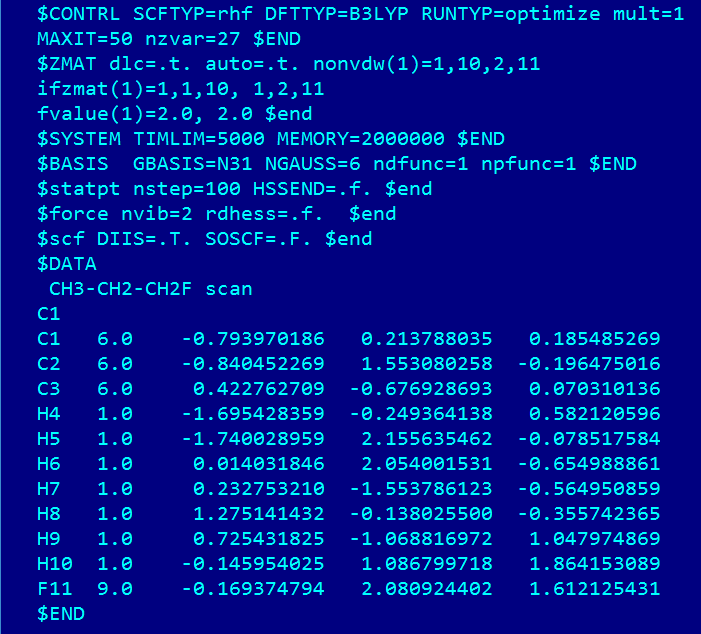 $CONTRL SCFTYP=rhf DFTTYP=B3LYP RUNTYP=optimize mult=1
MAXIT=50 nzvar=27 $END
$ZMAT dlc=.t. auto=.t. nonvdw(1)=1,10,2,11
ifzmat(1)=1,1,10, 1,2,11
fvalue(1)=2.0, 2.0 $end
$SYSTEM TIMLIM=5000 MEMORY=2000000 $END
$BASIS  GBASIS=N31 NGAUSS=6 ndfunc=1 npfunc=1 $END
$statpt nstep=100 HSSEND=.f. $end
$force nvib=2 rdhess=.f.  $end
$scf DIIS=.T. SOSCF=.F. $end
$DATA
 CH3-CH2-CH2F scan
C1
C1   6.0    -0.793970186   0.213788035   0.185485269
C2   6.0    -0.840452269   1.553080258  -0.196475016
C3   6.0     0.422762709  -0.676928693   0.070310136
H4   1.0    -1.695428359  -0.249364138   0.582120596
H5   1.0    -1.740028959   2.155635462  -0.078517584
H6   1.0     0.014031846   2.054001531  -0.654988861
H7   1.0     0.232753210  -1.553786123  -0.564950859
H8   1.0     1.275141432  -0.138025500  -0.355742365
H9   1.0     0.725431825  -1.068816972   1.047974869
H10  1.0    -0.145954025   1.086799718   1.864153089
F11  9.0    -0.169374794   2.080924402   1.612125431
$END